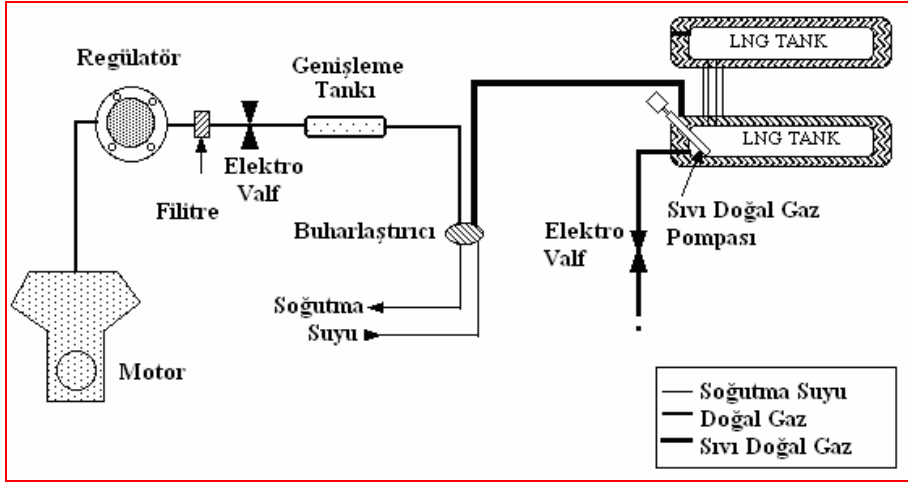 Regülatör
Genişleme
Tankı
LNG TANK
LNG TANK
Elektro
Valf
Filitre
Buharlaştırıcı
Elektro
Valf
Sıvı Doğal Gaz
Pompası
Soğutma
Suyu
Motor
Soğutma Suyu
Doğal Gaz
Sıvı Doğal Gaz